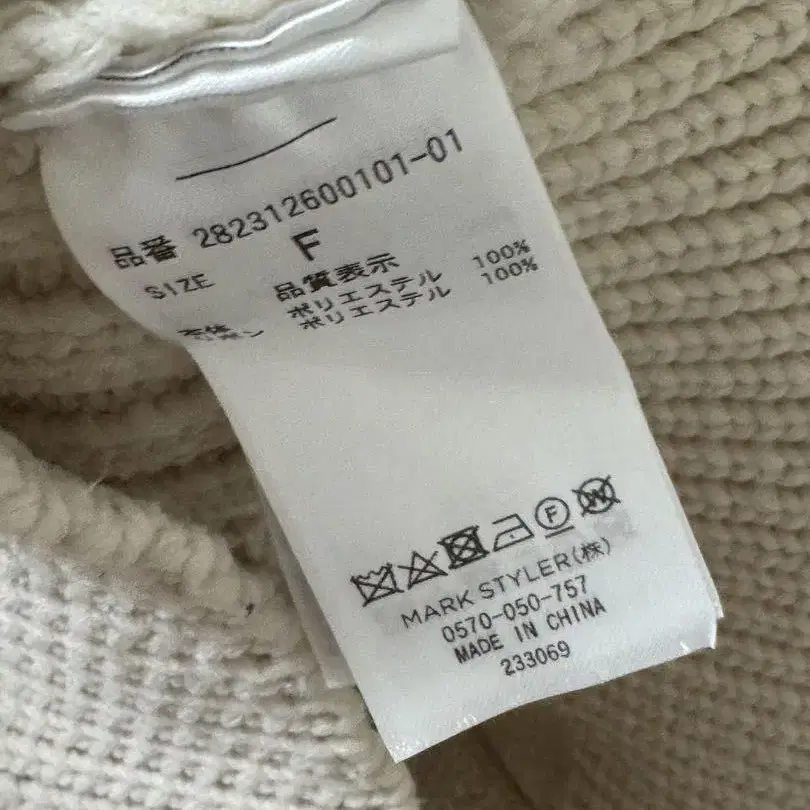 品番 282312600101-01
SIZE F
品質表示
ポリエステル 100%
ポリエステル 100%
F
W
MARK STYLER(株)
0570-050-757
MADE IN CHINA
233069